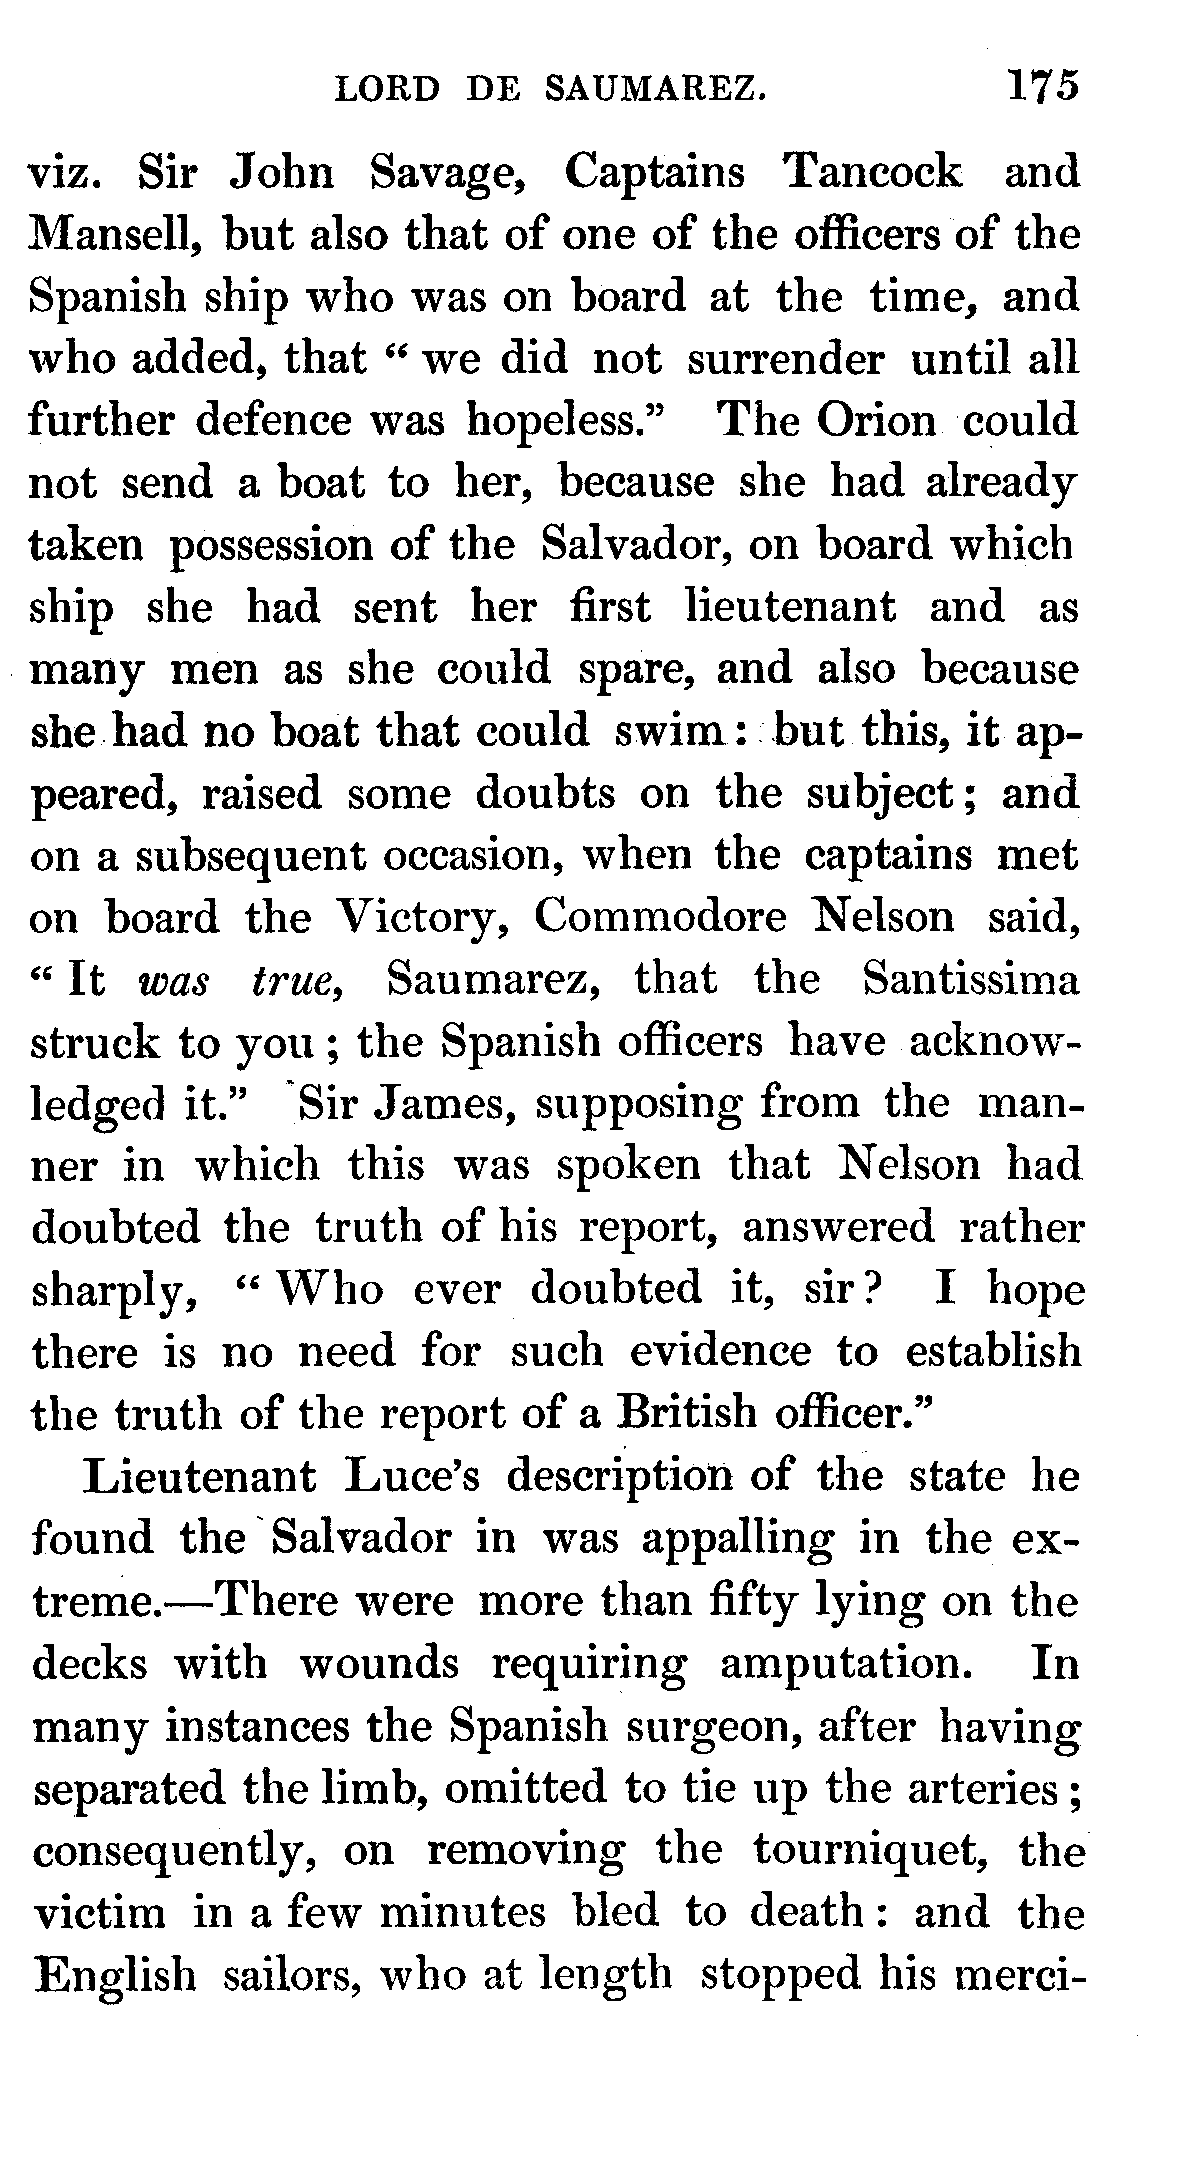 LORD DE SAUMAREZ. 175
viz. Sir John Savage, Captains Tancock and
Mansell, but also that of one of the officers of the
Spanish ship who was on board at the time, and
who added, that “ we did not surrender until all
further defence was hopeless.” The Orion could
not send a boat to her, because she had already
taken possession of the Salvador, on board which
ship she had sent her first lieutenant and as
many men as she could spare, and also because
she had no boat that could swim : but this, it ap-
peared, raised some doubts on the subject ; and
on a subsequent occasion, when the captains met
on board the Victory, Commodore Nelson said,
“ It was true, Saumarez, that the Santissima
struck to you ; the Spanish officers have acknow-
ledged it.” Sir James, supposing from the man-
ner in which this was spoken that Nelson had
doubted the truth of his report, answered rather
sharply, “ Who ever doubted it, sir ? I hope
there is no need for such evidence to establish
the truth of the report of a British officer.”
Lieutenant Luce’s description of the state he
found the Salvador in was appalling in the ex-
treme.—There were more than fifty lying on the
decks with wounds requiring amputation. In
many instances the Spanish surgeon, after having
separated the limb, omitted to tie up the arteries ;
consequently, on removing the tourniquet, the
victim in a few minutes bled to death : and the
English sailors, who at length stopped his merci-